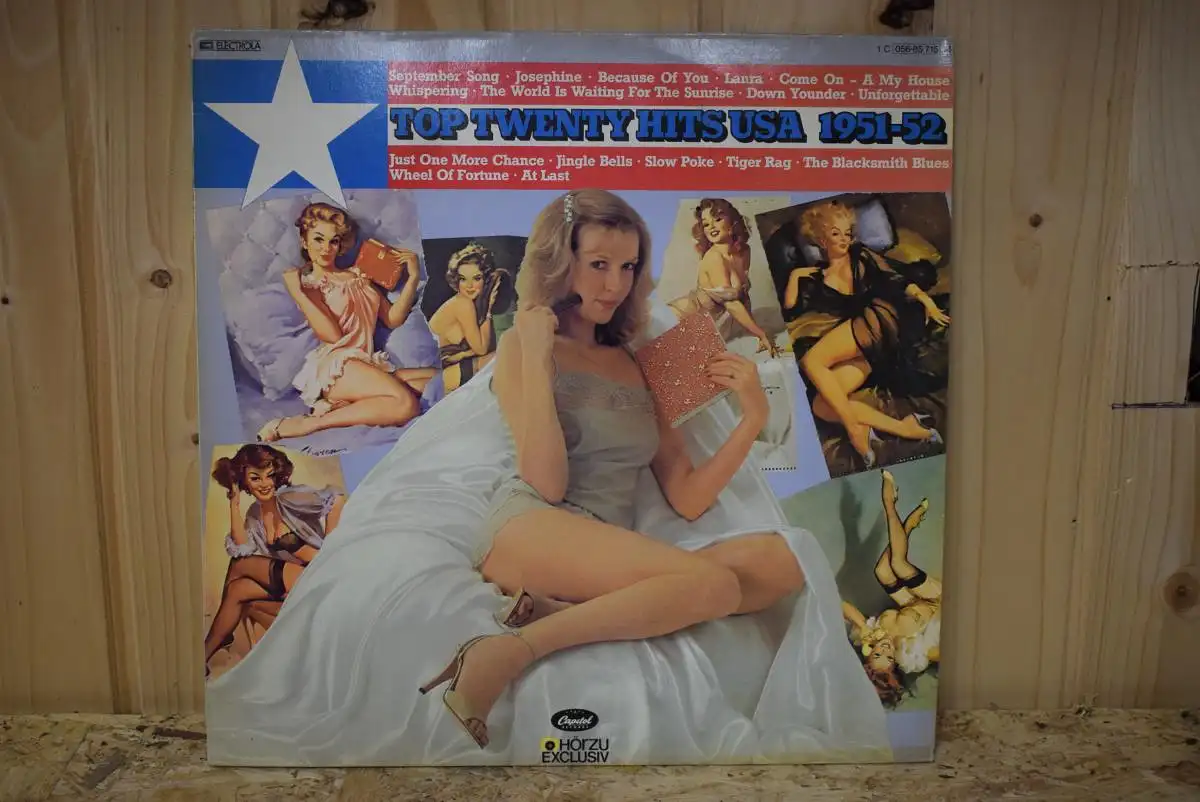 ELECTROLA
1 C 056-85 715
September Song · Josephine · Because Of You · Laura · Come On - A My House
Whispering · The World Is Waiting For The Sunrise · Down Younder · Unforgettable
TOP TWENTY HITS USA 1951-52
Just One More Chance · Jingle Bells · Slow Poke · Tiger Rag · The Blacksmith Blues
Wheel Of Fortune · At Last
Capitol
RECORDS
HÖRZU
EXCLUSIV